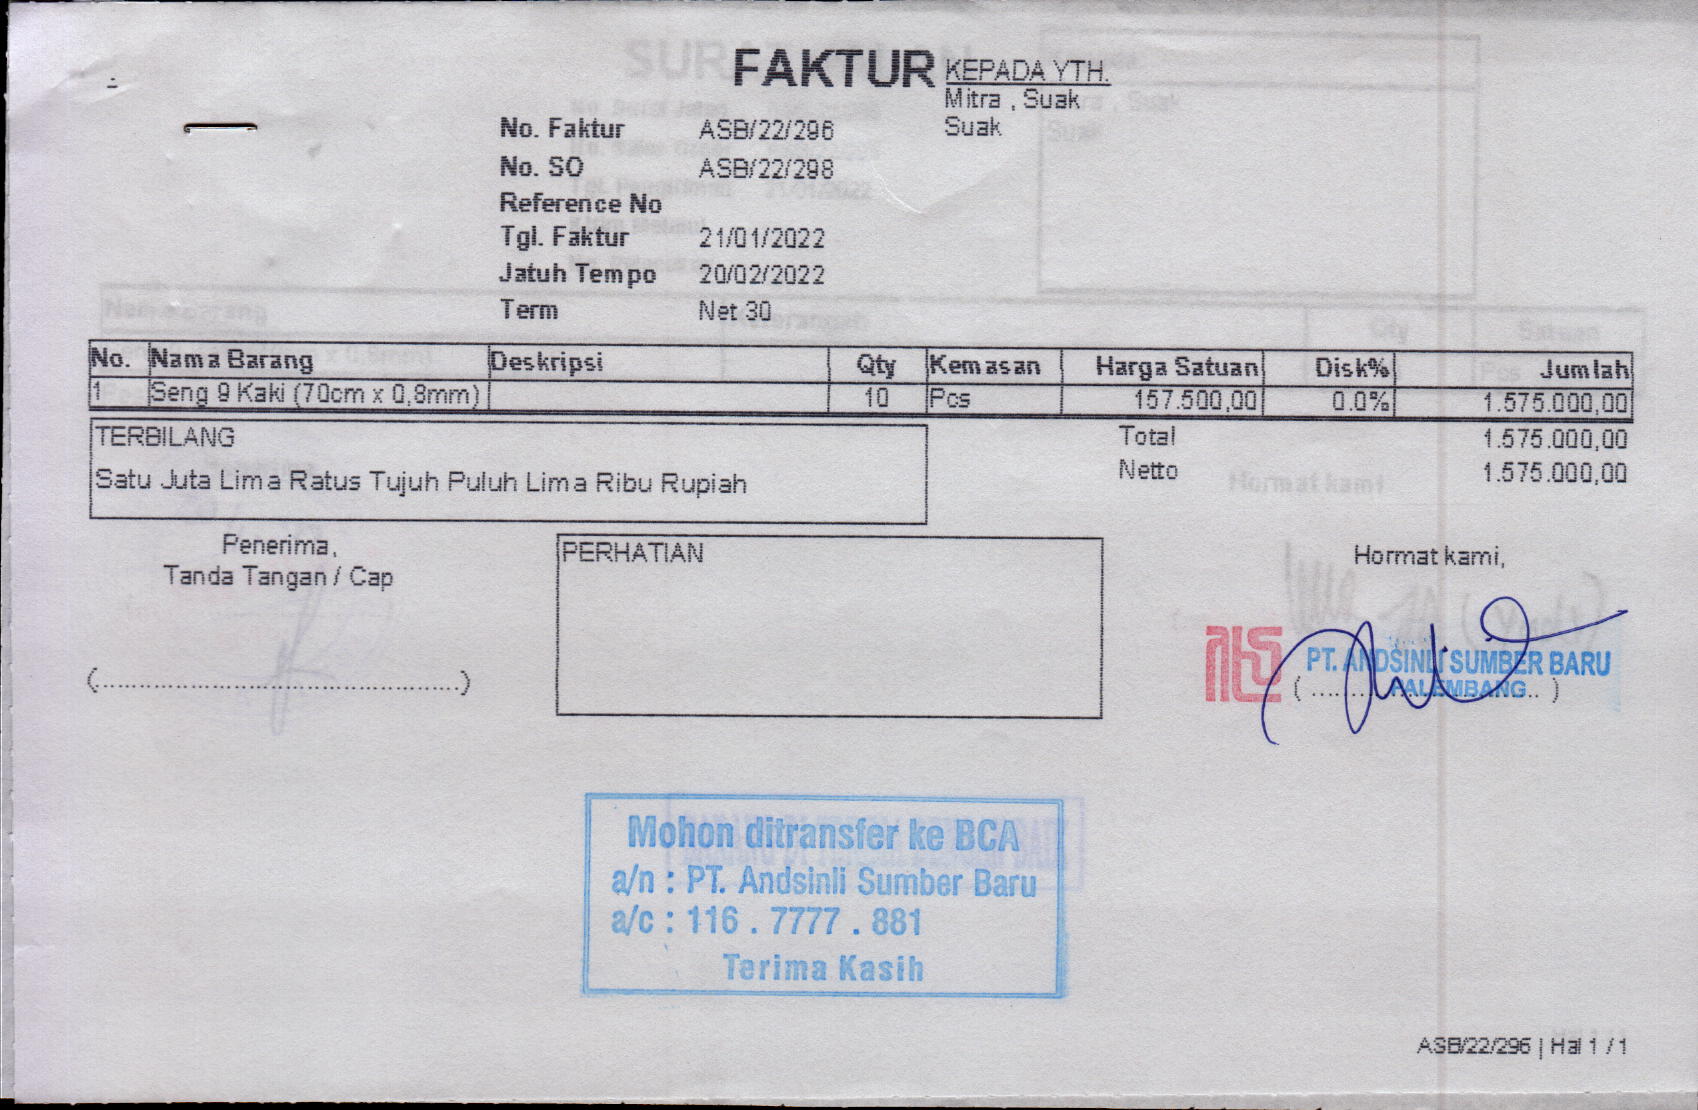 FAKTUR
KEPADA YTH.
Mitra , Suak
Suak
No. Faktur ASB/22/296
No. SO ASB/22/298
Reference No
Tgl. Faktur 21/01/2022
Jatuh Tempo 20/02/2022
Term Net 30
No. Nama Barang Deskripsi Qty Kemasan Harga Satuan Disk% Jumlah
1 Seng 9 Kaki (70cm x 0,8mm) 10 Pcs 157.500,00 0.0% 1.575.000,00
TERBILANG
Satu Juta Lima Ratus Tujuh Puluh Lima Ribu Rupiah
Total 1.575.000,00
Netto 1.575.000,00
Penerima,
Tanda Tangan / Cap
(................................................)
PERHATIAN
Hormat kami,
PT. ANDSINLI SUMBER BARU
PALEMBANG
Mohon ditransfer ke BCA
a/n : PT. Andsinli Sumber Baru
a/c : 116 . 7777 . 881
Terima Kasih
ASB/22/296 | Hal 1 / 1